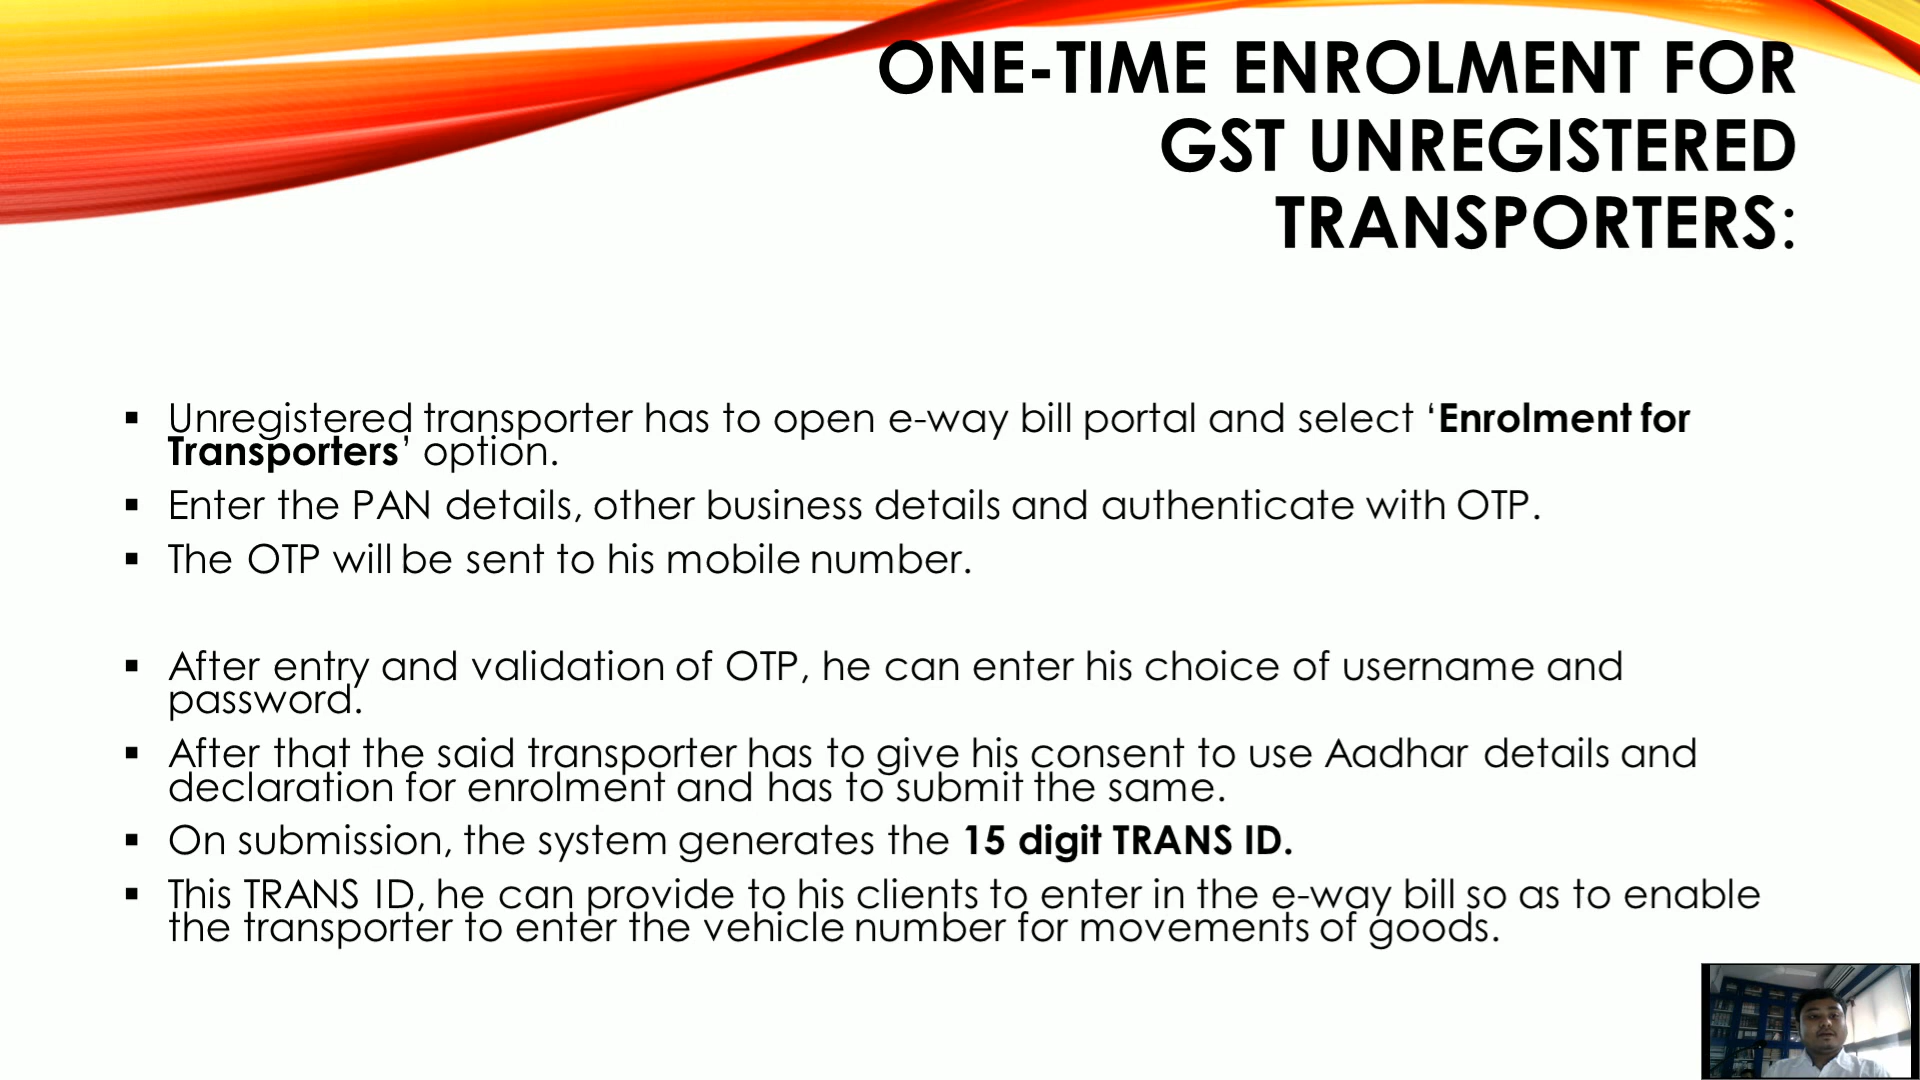 ONE-TIME ENROLMENT FOR
GST UNREGISTERED
TRANSPORTERS:
▪ Unregistered transporter has to open e-way bill portal and select ‘Enrolment for
Transporters’ option.
▪ Enter the PAN details, other business details and authenticate with OTP.
▪ The OTP will be sent to his mobile number.
▪ After entry and validation of OTP, he can enter his choice of username and
password.
▪ After that the said transporter has to give his consent to use Aadhar details and
declaration for enrolment and has to submit the same.
▪ On submission, the system generates the 15 digit TRANS ID.
▪ This TRANS ID, he can provide to his clients to enter in the e-way bill so as to enable
the transporter to enter the vehicle number for movements of goods.